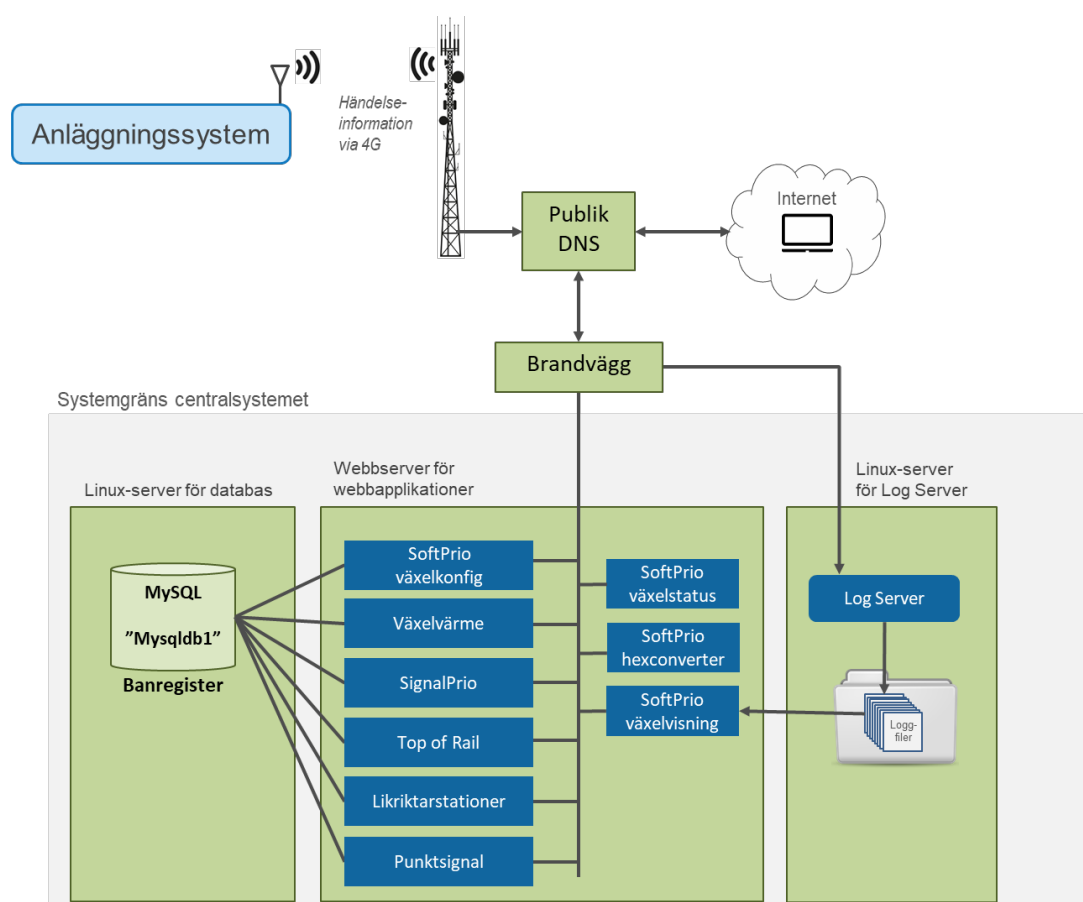 Anläggningssystem
Händelse-
information
via 4G
Publik
DNS
Internet
Brandvägg
Systemgräns centralsystemet
Linux-server för databas
Webbserver för
webbapplikationer
Linux-server
för Log Server
MySQL
”Mysqldb1”
Banregister
SoftPrio
växelkonfig
Växelvärme
SignalPrio
Top of Rail
Likriktarstationer
Punktsignal
SoftPrio
växelstatus
SoftPrio
hexconverter
SoftPrio
växelvisning
Log Server
Logg-
filer